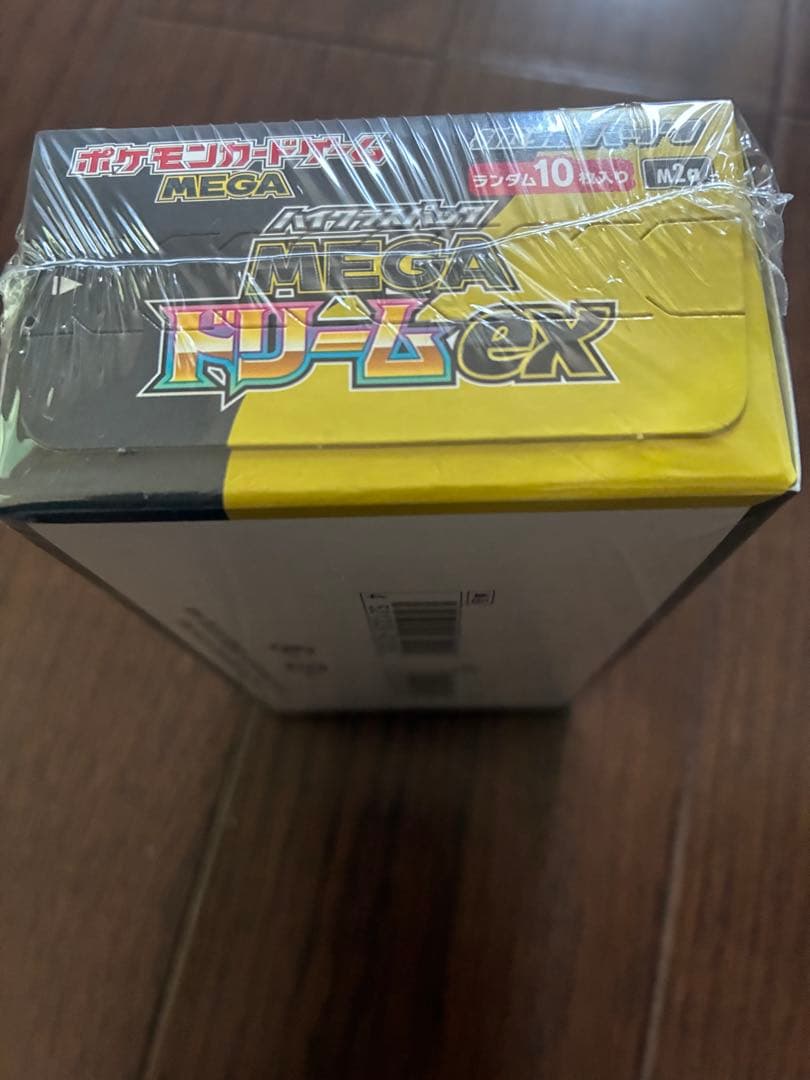 ポケモンカードゲーム
MEGA
ランダム10枚入り
M2a
ハイクラスパック
MEGA
ドリームex